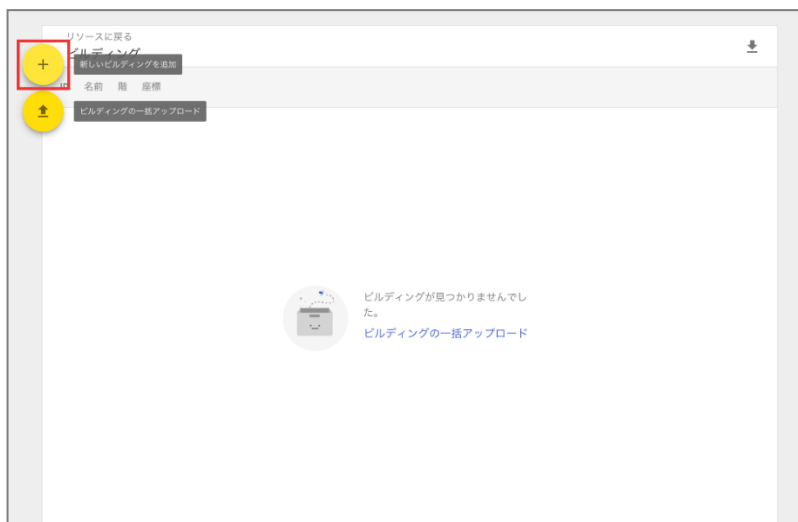 リソースに戻る
ビルディング
新しいビルディングを追加
ID 名前 階 座標
ビルディングの一括アップロード
ビルディングが見つかりませんでし
た。
ビルディングの一括アップロード